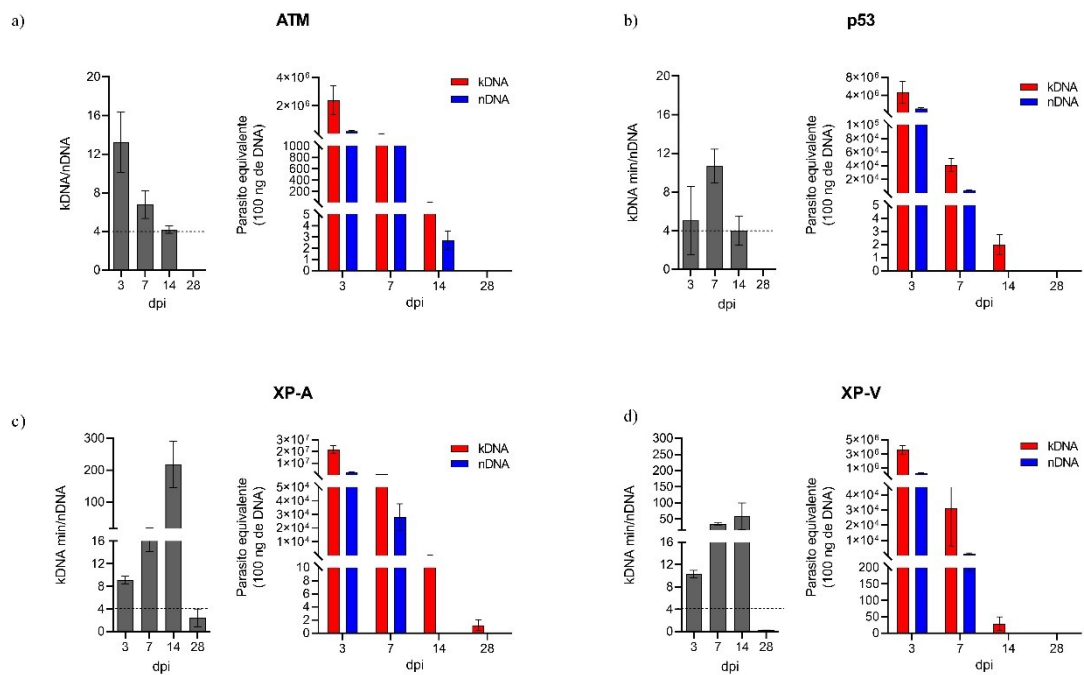 a)
ATM
kDNA/nDNA
20
16
12
8
4
0
3 7 14 28
dpi
Parasito equivalente
(100 ng de DNA)
4×10⁶
2×10⁶
1000
800
600
400
200
5
4
3
2
1
0
3 7 14 28
dpi
kDNA
nDNA
b)
p53
kDNA min/nDNA
20
16
12
8
4
0
3 7 14 28
dpi
Parasito equivalente
(100 ng de DNA)
8×10⁶
4×10⁶
1×10⁵
8×10⁴
6×10⁴
4×10⁴
2×10⁴
5
4
3
2
1
0
3 7 14 28
dpi
kDNA
nDNA
c)
XP-A
kDNA min/nDNA
300
200
100
16
12
8
4
0
3 7 14 28
dpi
Parasito equivalente
(100 ng de DNA)
3×10⁷
2×10⁷
1×10⁷
5×10⁴
4×10⁴
3×10⁴
2×10⁴
1×10⁴
10
8
6
4
2
0
3 7 14 28
dpi
kDNA
nDNA
d)
XP-V
kDNA min/nDNA
300
250
200
150
100
50
16
12
8
4
0
3 7 14 28
dpi
Parasito equivalente
(100 ng de DNA)
5×10⁶
3×10⁶
1×10⁶
4×10⁴
3×10⁴
2×10⁴
1×10⁴
200
150
100
50
0
3 7 14 28
dpi
kDNA
nDNA